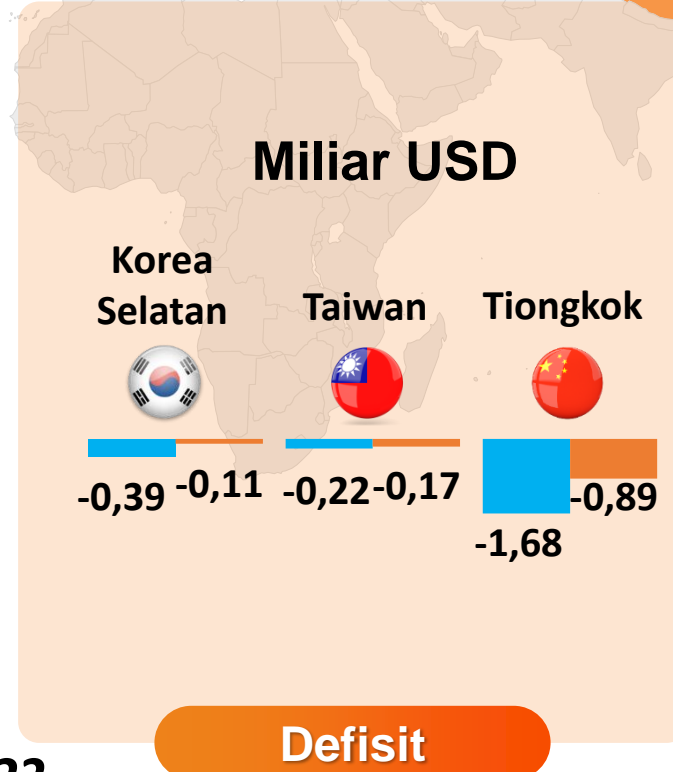 Miliar USD
Korea
Selatan
Taiwan
Tiongkok
-0,39
-0,11
-0,22
-0,17
-1,68
-0,89
Defisit